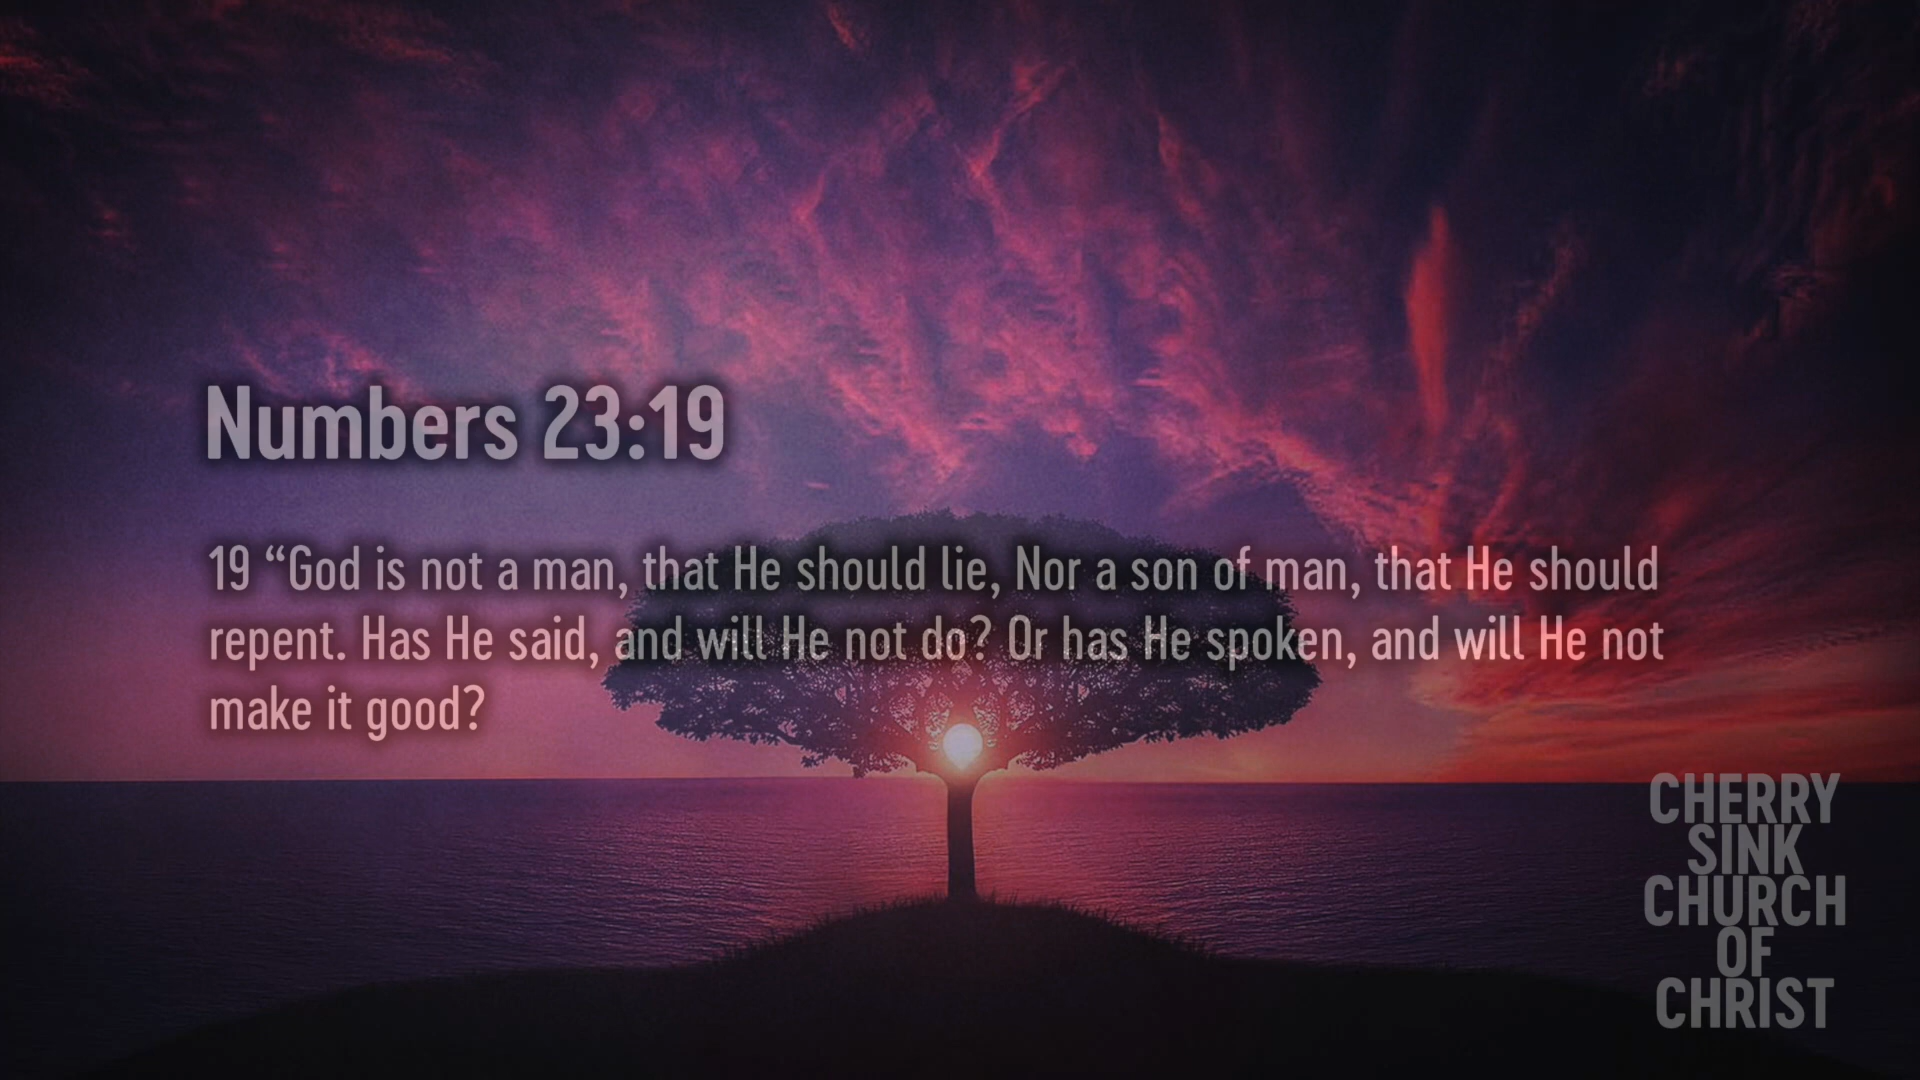 Numbers 23:19
19 “God is not a man, that He should lie, Nor a son of man, that He should
repent. Has He said, and will He not do? Or has He spoken, and will He not
make it good?
CHERRY
SINK
CHURCH
OF
CHRIST